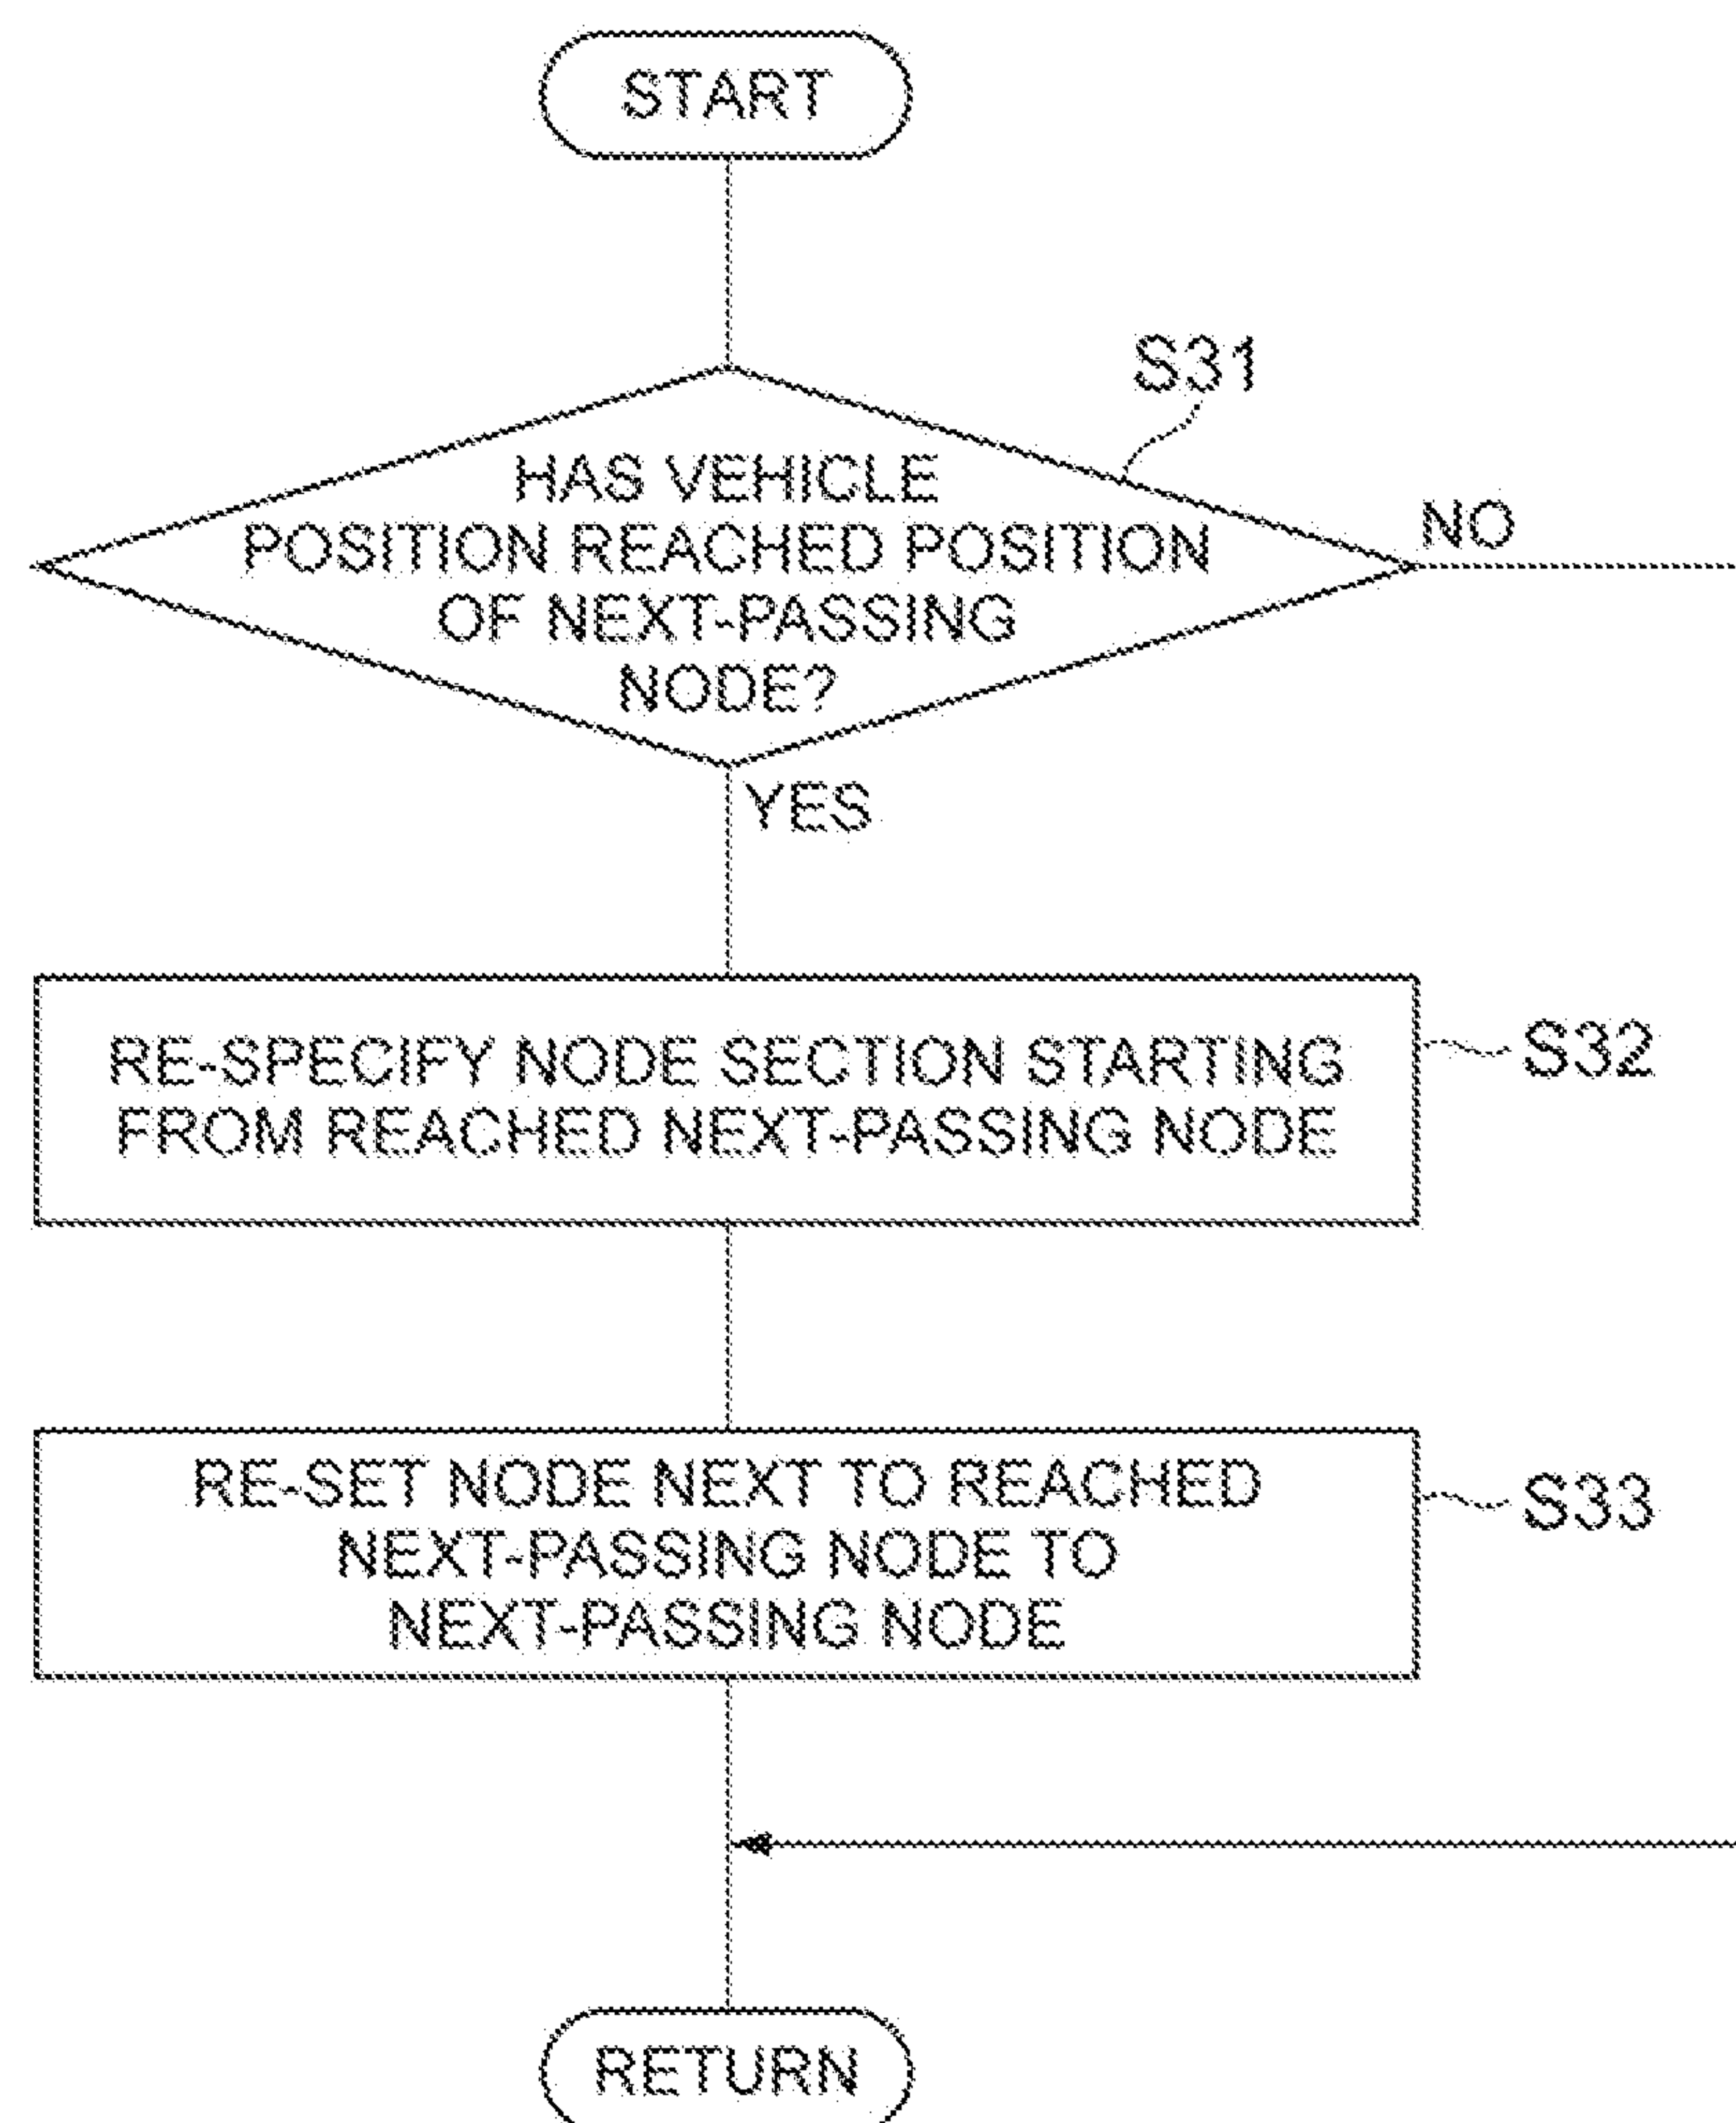 START
S31
HAS VEHICLE
POSITION REACHED POSITION
OF NEXT-PASSING
NODE?
NO
YES
RE-SPECIFY NODE SECTION STARTING
FROM REACHED NEXT-PASSING NODE
S32
RE-SET NODE NEXT TO REACHED
NEXT-PASSING NODE TO
NEXT-PASSING NODE
S33
RETURN